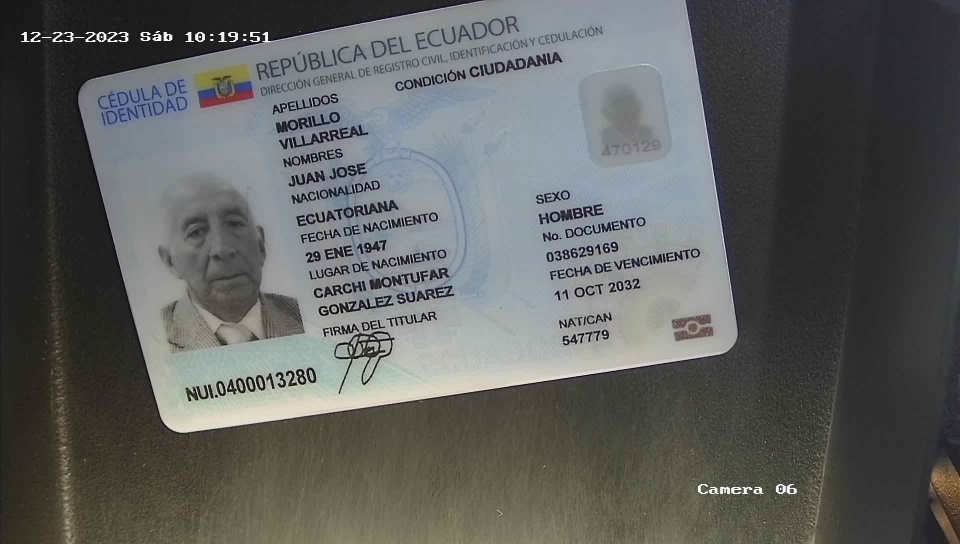 12-23-2023 Sáb 10:19:51
CÉDULA DE
IDENTIDAD
REPÚBLICA DEL ECUADOR
DIRECCIÓN GENERAL DE REGISTRO CIVIL, IDENTIFICACIÓN Y CEDULACIÓN
APELLIDOS
CONDICIÓN CIUDADANIA
MORILLO
VILLARREAL
NOMBRES
JUAN JOSE
NACIONALIDAD
ECUATORIANA
FECHA DE NACIMIENTO
29 ENE 1947
LUGAR DE NACIMIENTO
CARCHI MONTUFAR
GONZALEZ SUAREZ
FIRMA DEL TITULAR
470129
SEXO
HOMBRE
No. DOCUMENTO
038629169
FECHA DE VENCIMIENTO
11 OCT 2032
NAT/CAN
547779
NUI.0400013280
Camera 06